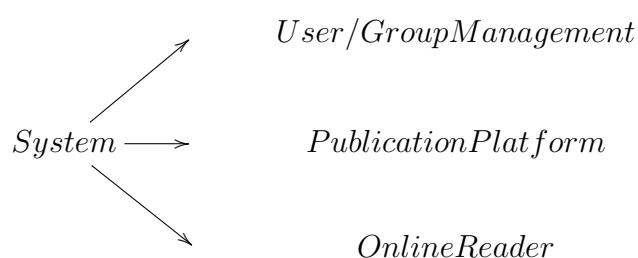 User/GroupManagement
System
PublicationPlatform
OnlineReader